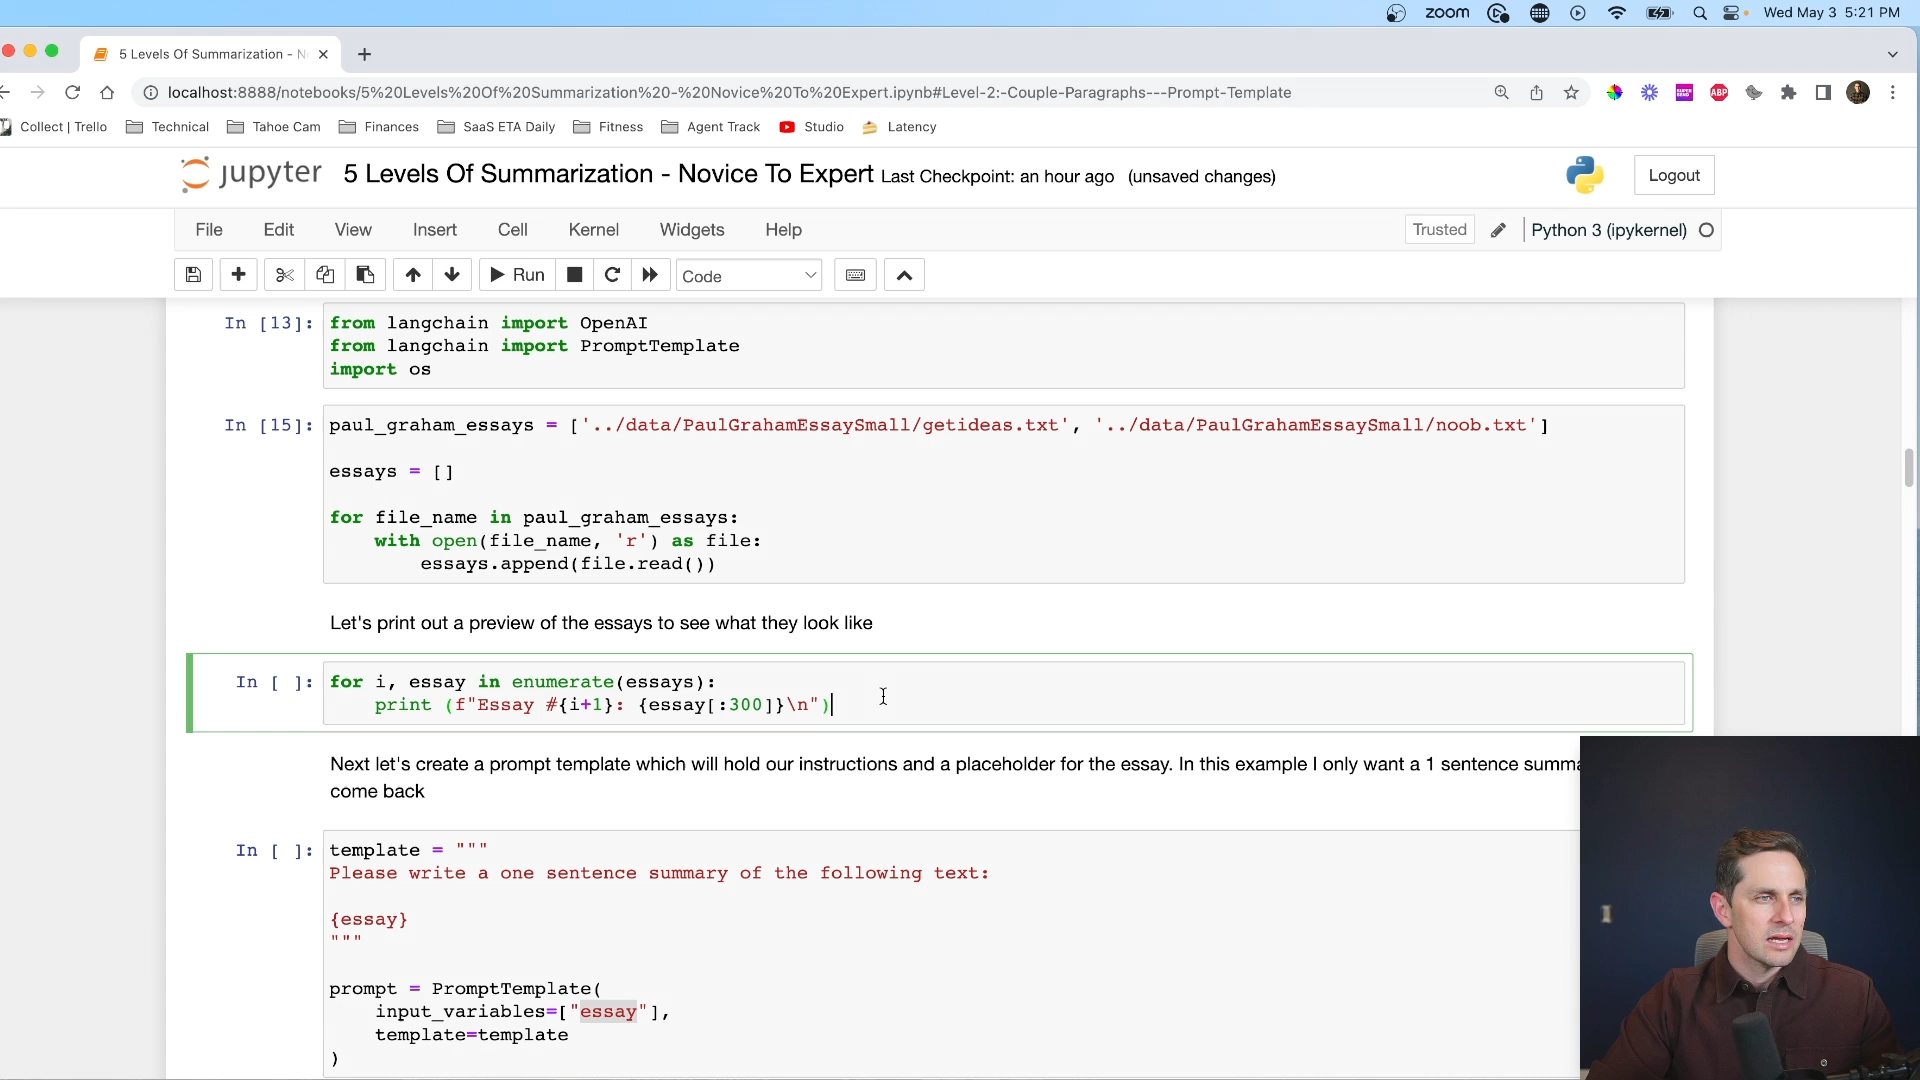 zoom Wed May 3 5:21 PM
5 Levels Of Summarization - N
localhost:8888/notebooks/5%20Levels%20Of%20Summarization%20-%20Novice%20To%20Expert.ipynb#Level-2:-Couple-Paragraphs---Prompt-Template
ABP
Collect | Trello Technical Tahoe Cam Finances SaaS ETA Daily Fitness Agent Track Studio Latency
jupyter 5 Levels Of Summarization - Novice To Expert Last Checkpoint: an hour ago (unsaved changes) Logout
File Edit View Insert Cell Kernel Widgets Help Trusted Python 3 (ipykernel)
Run Code
In [13]: from langchain import OpenAI
from langchain import PromptTemplate
import os
In [15]: paul_graham_essays = ['../data/PaulGrahamEssaySmall/getideas.txt', '../data/PaulGrahamEssaySmall/noob.txt']
essays = []
for file_name in paul_graham_essays:
with open(file_name, 'r') as file:
essays.append(file.read())
Let's print out a preview of the essays to see what they look like
In [ ]: for i, essay in enumerate(essays):
print (f"Essay #{i+1}: {essay[:300]}\n")
Next let's create a prompt template which will hold our instructions and a placeholder for the essay. In this example I only want a 1 sentence summa
come back
In [ ]: template = """
Please write a one sentence summary of the following text:
{essay}
"""
prompt = PromptTemplate(
input_variables=["essay"],
template=template
)